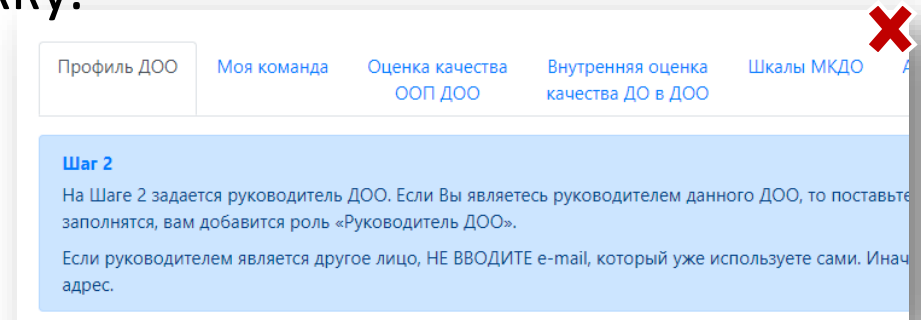 Профиль ДОО
Моя команда
Оценка качества
ООП ДОО
Внутренняя оценка
качества ДО в ДОО
Шкалы МКДО
Шаг 2
На Шаге 2 задается руководитель ДОО. Если Вы являетесь руководителем данного ДОО, то поставьте
заполнятся, вам добавится роль «Руководитель ДОО».
Если руководителем является другое лицо, НЕ ВВОДИТЕ e-mail, который уже используете сами. Инач
адрес.